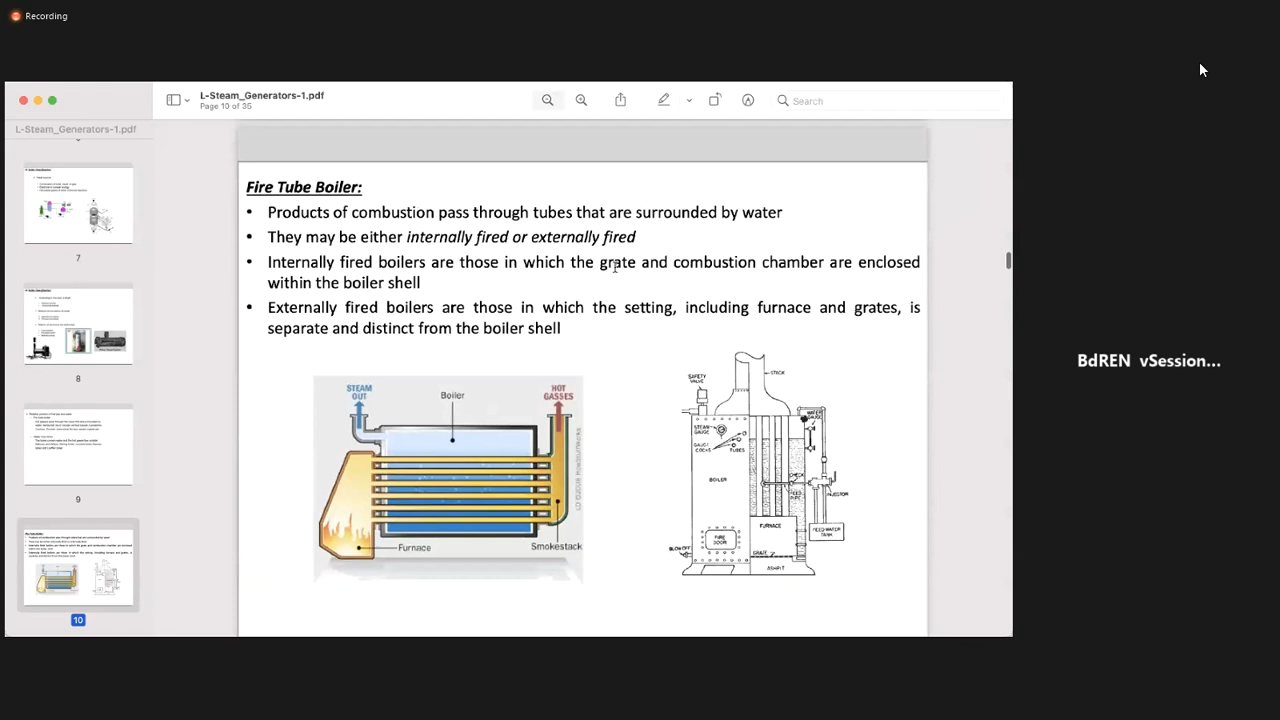 Recording
L-Steam_Generators-1.pdf
Page 10 of 35
Search
L-Steam_Generators-1.pdf
7
8
9
10
Fire Tube Boiler:
• Products of combustion pass through tubes that are surrounded by water
• They may be either internally fired or externally fired
• Internally fired boilers are those in which the grate and combustion chamber are enclosed
within the boiler shell
• Externally fired boilers are those in which the setting, including furnace and grates, is
separate and distinct from the boiler shell
STEAM
OUT
Boiler
HOT
GASSES
Furnace
Smokestack
STACK
SAFETY
VALVE
WATER
GAUGE
STEAM
GAUGE
GAUGE
COCKS
TUBES
BOILER
FEED
PIPE
INJECTOR
FURNACE
FEED WATER
TANK
FIRE
DOOR
BLOW OFF
GRATE
ASHPIT
BdREN vSession...